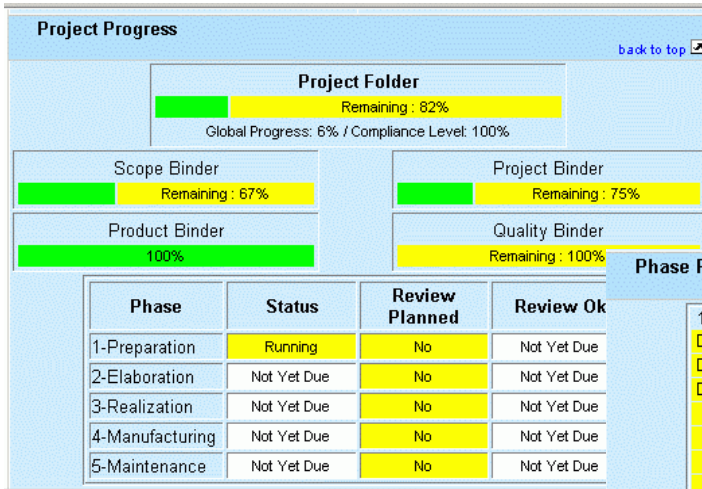 Project Progress
back to top
Project Folder
Remaining : 82%
Global Progress: 6% / Compliance Level: 100%
Scope Binder
Remaining : 67%
Project Binder
Remaining : 75%
Product Binder
100%
Quality Binder
Remaining : 100%
Phase
Phase Status Review Planned Review Ok
1-Preparation Running No Not Yet Due
2-Elaboration Not Yet Due No Not Yet Due
3-Realization Not Yet Due No Not Yet Due
4-Manufacturing Not Yet Due No Not Yet Due
5-Maintenance Not Yet Due No Not Yet Due